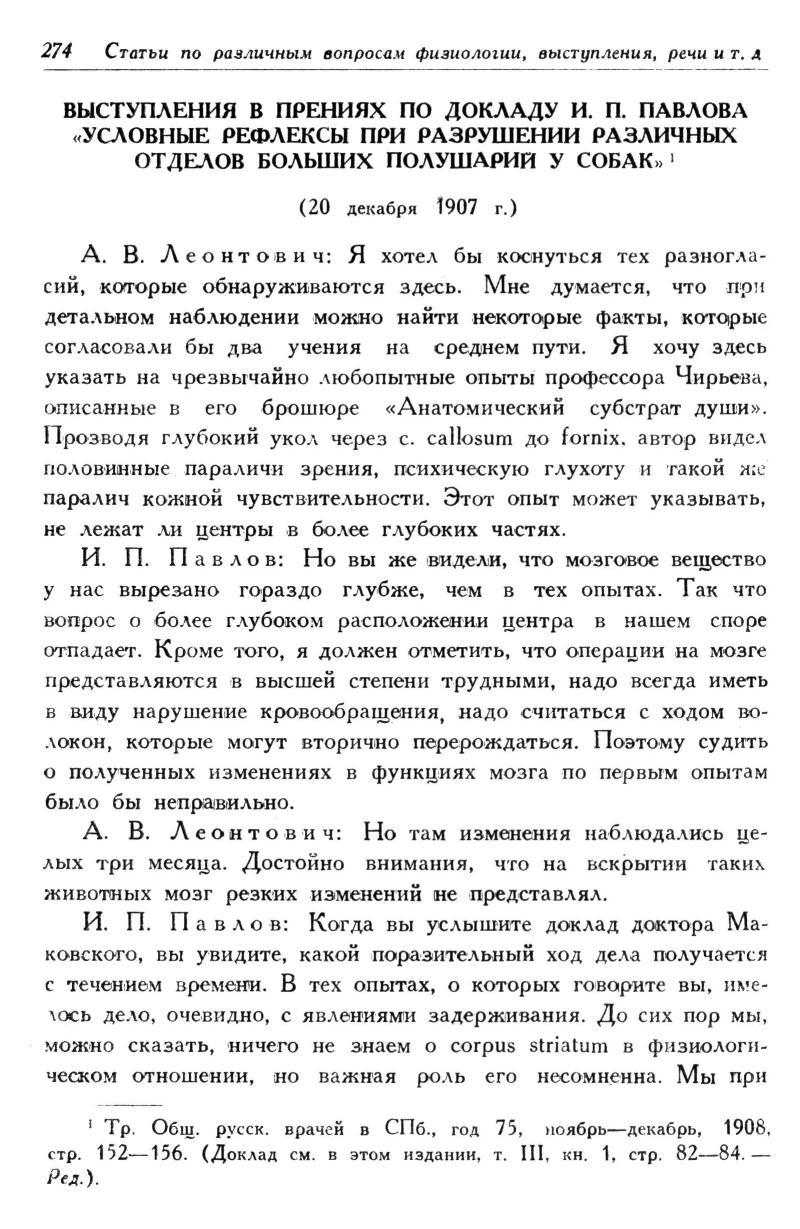 274 Статьи по различным вопросам физиологии, выступления, речи и т. д
ВЫСТУПЛЕНИЯ В ПРЕНИЯХ ПО ДОКЛАДУ И. П. ПАВЛОВА
«УСЛОВНЫЕ РЕФЛЕКСЫ ПРИ РАЗРУШЕНИИ РАЗЛИЧНЫХ
ОТДЕЛОВ БОЛЬШИХ ПОЛУШАРИЙ У СОБАК» ¹
(20 декабря 1907 г.)
А. В. Леонтович: Я хотел бы коснуться тех разногла-
сий, которые обнаруживаются здесь. Мне думается, что при
детальном наблюдении можно найти некоторые факты, которые
согласовали бы два учения на среднем пути. Я хочу здесь
указать на чрезвычайно любопытные опыты профессора Чирьева,
описанные в его брошюре «Анатомический субстрат души».
Прозводя глубокий укол через c. callosum до fornix, автор видел
половинные параличи зрения, психическую глухоту и такой же
паралич кожной чувствительности. Этот опыт может указывать,
не лежат ли центры в более глубоких частях.
И. П. Павлов: Но вы же видели, что мозговое вещество
у нас вырезано гораздо глубже, чем в тех опытах. Так что
вопрос о более глубоком расположении центра в нашем споре
отпадает. Кроме того, я должен отметить, что операции на мозге
представляются в высшей степени трудными, надо всегда иметь
в виду нарушение кровообращения, надо считаться с ходом во-
локон, которые могут вторично перерождаться. Поэтому судить
о полученных изменениях в функциях мозга по первым опытам
было бы неправильно.
А. В. Леонтович: Но там изменения наблюдались це-
лых три месяца. Достойно внимания, что на вскрытии таких
животных мозг резких изменений не представлял.
И. П. Павлов: Когда вы услышите доклад доктора Ма-
ковского, вы увидите, какой поразительный ход дела получается
с течением времени. В тех опытах, о которых говорите вы, име-
лось дело, очевидно, с явлениями задерживания. До сих пор мы,
можно сказать, ничего не знаем о corpus striatum в физиологи-
ческом отношении, но важная роль его несомненна. Мы при
¹ Тр. Общ. русск. врачей в СПб., год 75, ноябрь—декабрь, 1908,
стр. 152—156. (Доклад см. в этом издании, т. III, кн. 1, стр. 82—84. —
Ред.).